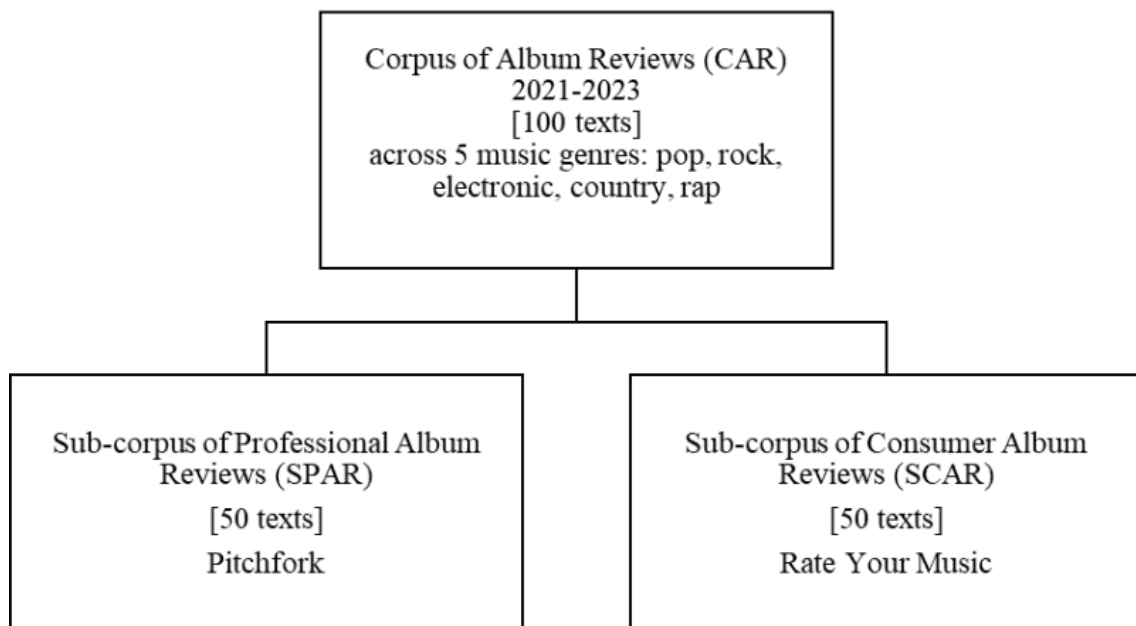 Corpus of Album Reviews (CAR)
2021-2023
[100 texts]
across 5 music genres: pop, rock,
electronic, country, rap
Sub-corpus of Professional Album
Reviews (SPAR)
[50 texts]
Pitchfork
Sub-corpus of Consumer Album
Reviews (SCAR)
[50 texts]
Rate Your Music